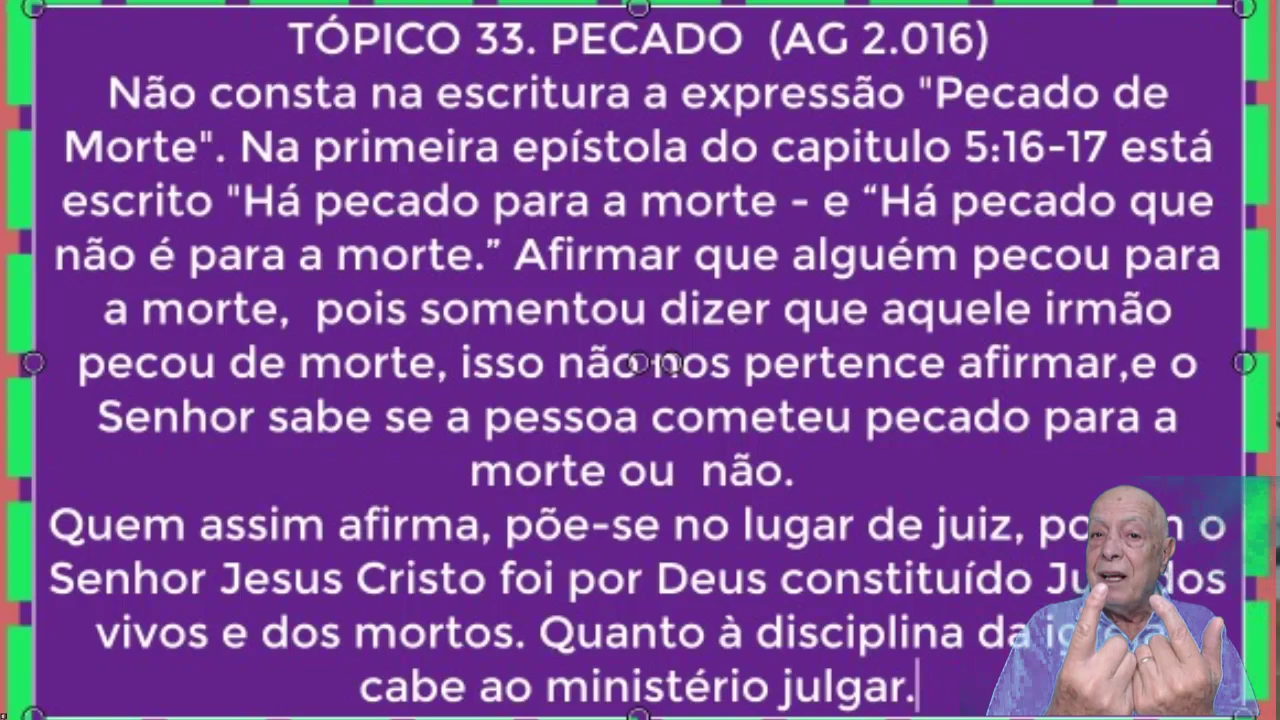 TÓPICO 33. PECADO (AG 2.016)
Não consta na escritura a expressão "Pecado de
Morte". Na primeira epístola do capitulo 5:16-17 está
escrito "Há pecado para a morte - e “Há pecado que
não é para a morte.” Afirmar que alguém pecou para
a morte, pois somentou dizer que aquele irmão
pecou de morte, isso não nos pertence afirmar,e o
Senhor sabe se a pessoa cometeu pecado para a
morte ou não.
Quem assim afirma, põe-se no lugar de juiz, o
Senhor Jesus Cristo foi por Deus constituído dos
vivos e dos mortos. Quanto à disciplina da
cabe ao ministério julgar.